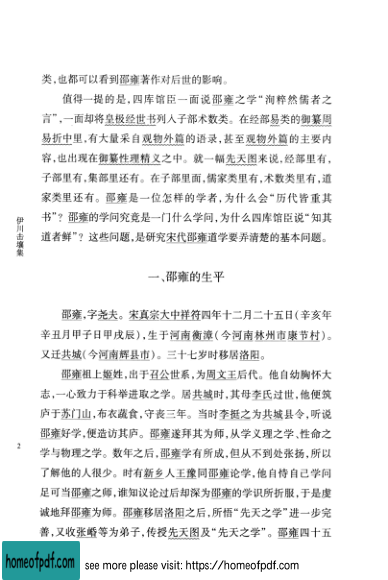 类，也都可以看到邵雍著作对后世的影响。
值得一提的是，四库馆臣一面说邵雍之学“洵粹然儒者之
言”，一面却将皇极经世书列入子部术数类。在经部易类的御纂周
易折中里，有大量采自观物外篇的语录，甚至观物外篇的主要内
容，也出现在御纂性理精义之中。就一幅先天图来说，经部里有，
子部里有，集部里还有。在子部里面，儒家类里有，术数类里有，道
家类里还有。邵雍是一位怎样的学者，为什么会“历代皆重其
书”？邵雍的学问究竟是一门什么学问，为什么四库馆臣说“知其
道者鲜”？这些问题，是研究宋代邵雍道学要弄清楚的基本问题。
伊川击壤集
一、邵雍的生平
邵雍，字尧夫。宋真宗大中祥符四年十二月二十五日（辛亥年
辛丑月甲子日甲戌辰），生于河南衡漳（今河南林州市康节村）。
又迁共城（今河南辉县市）。三十七岁时移居洛阳。
邵雍祖上姬姓，出于召公世系，为周文王后代。他自幼胸怀大
志，一心致力于科举进取之学。居共城时，其母李氏过世，他便筑
庐于苏门山，布衣蔬食，守丧三年。当时李挺之为共城县令，听说
邵雍好学，便造访其庐。邵雍遂拜其为师，从学义理之学、性命之
学与物理之学。数年之后，邵雍学有所成，但从不到处张扬，所以
了解他的人很少。时有新乡人王豫同邵雍论学，他自恃自己学问
足可当邵雍之师，谁知议论过后却深为邵雍的学识所折服，于是虔
诚地拜邵雍为师。邵雍移居洛阳之后，所悟“先天之学”进一步完
善，又收张㟭等为弟子，传授先天图及“先天之学”。邵雍四十五
2
homeofpdf.com
see more please visit: https://homeofpdf.com